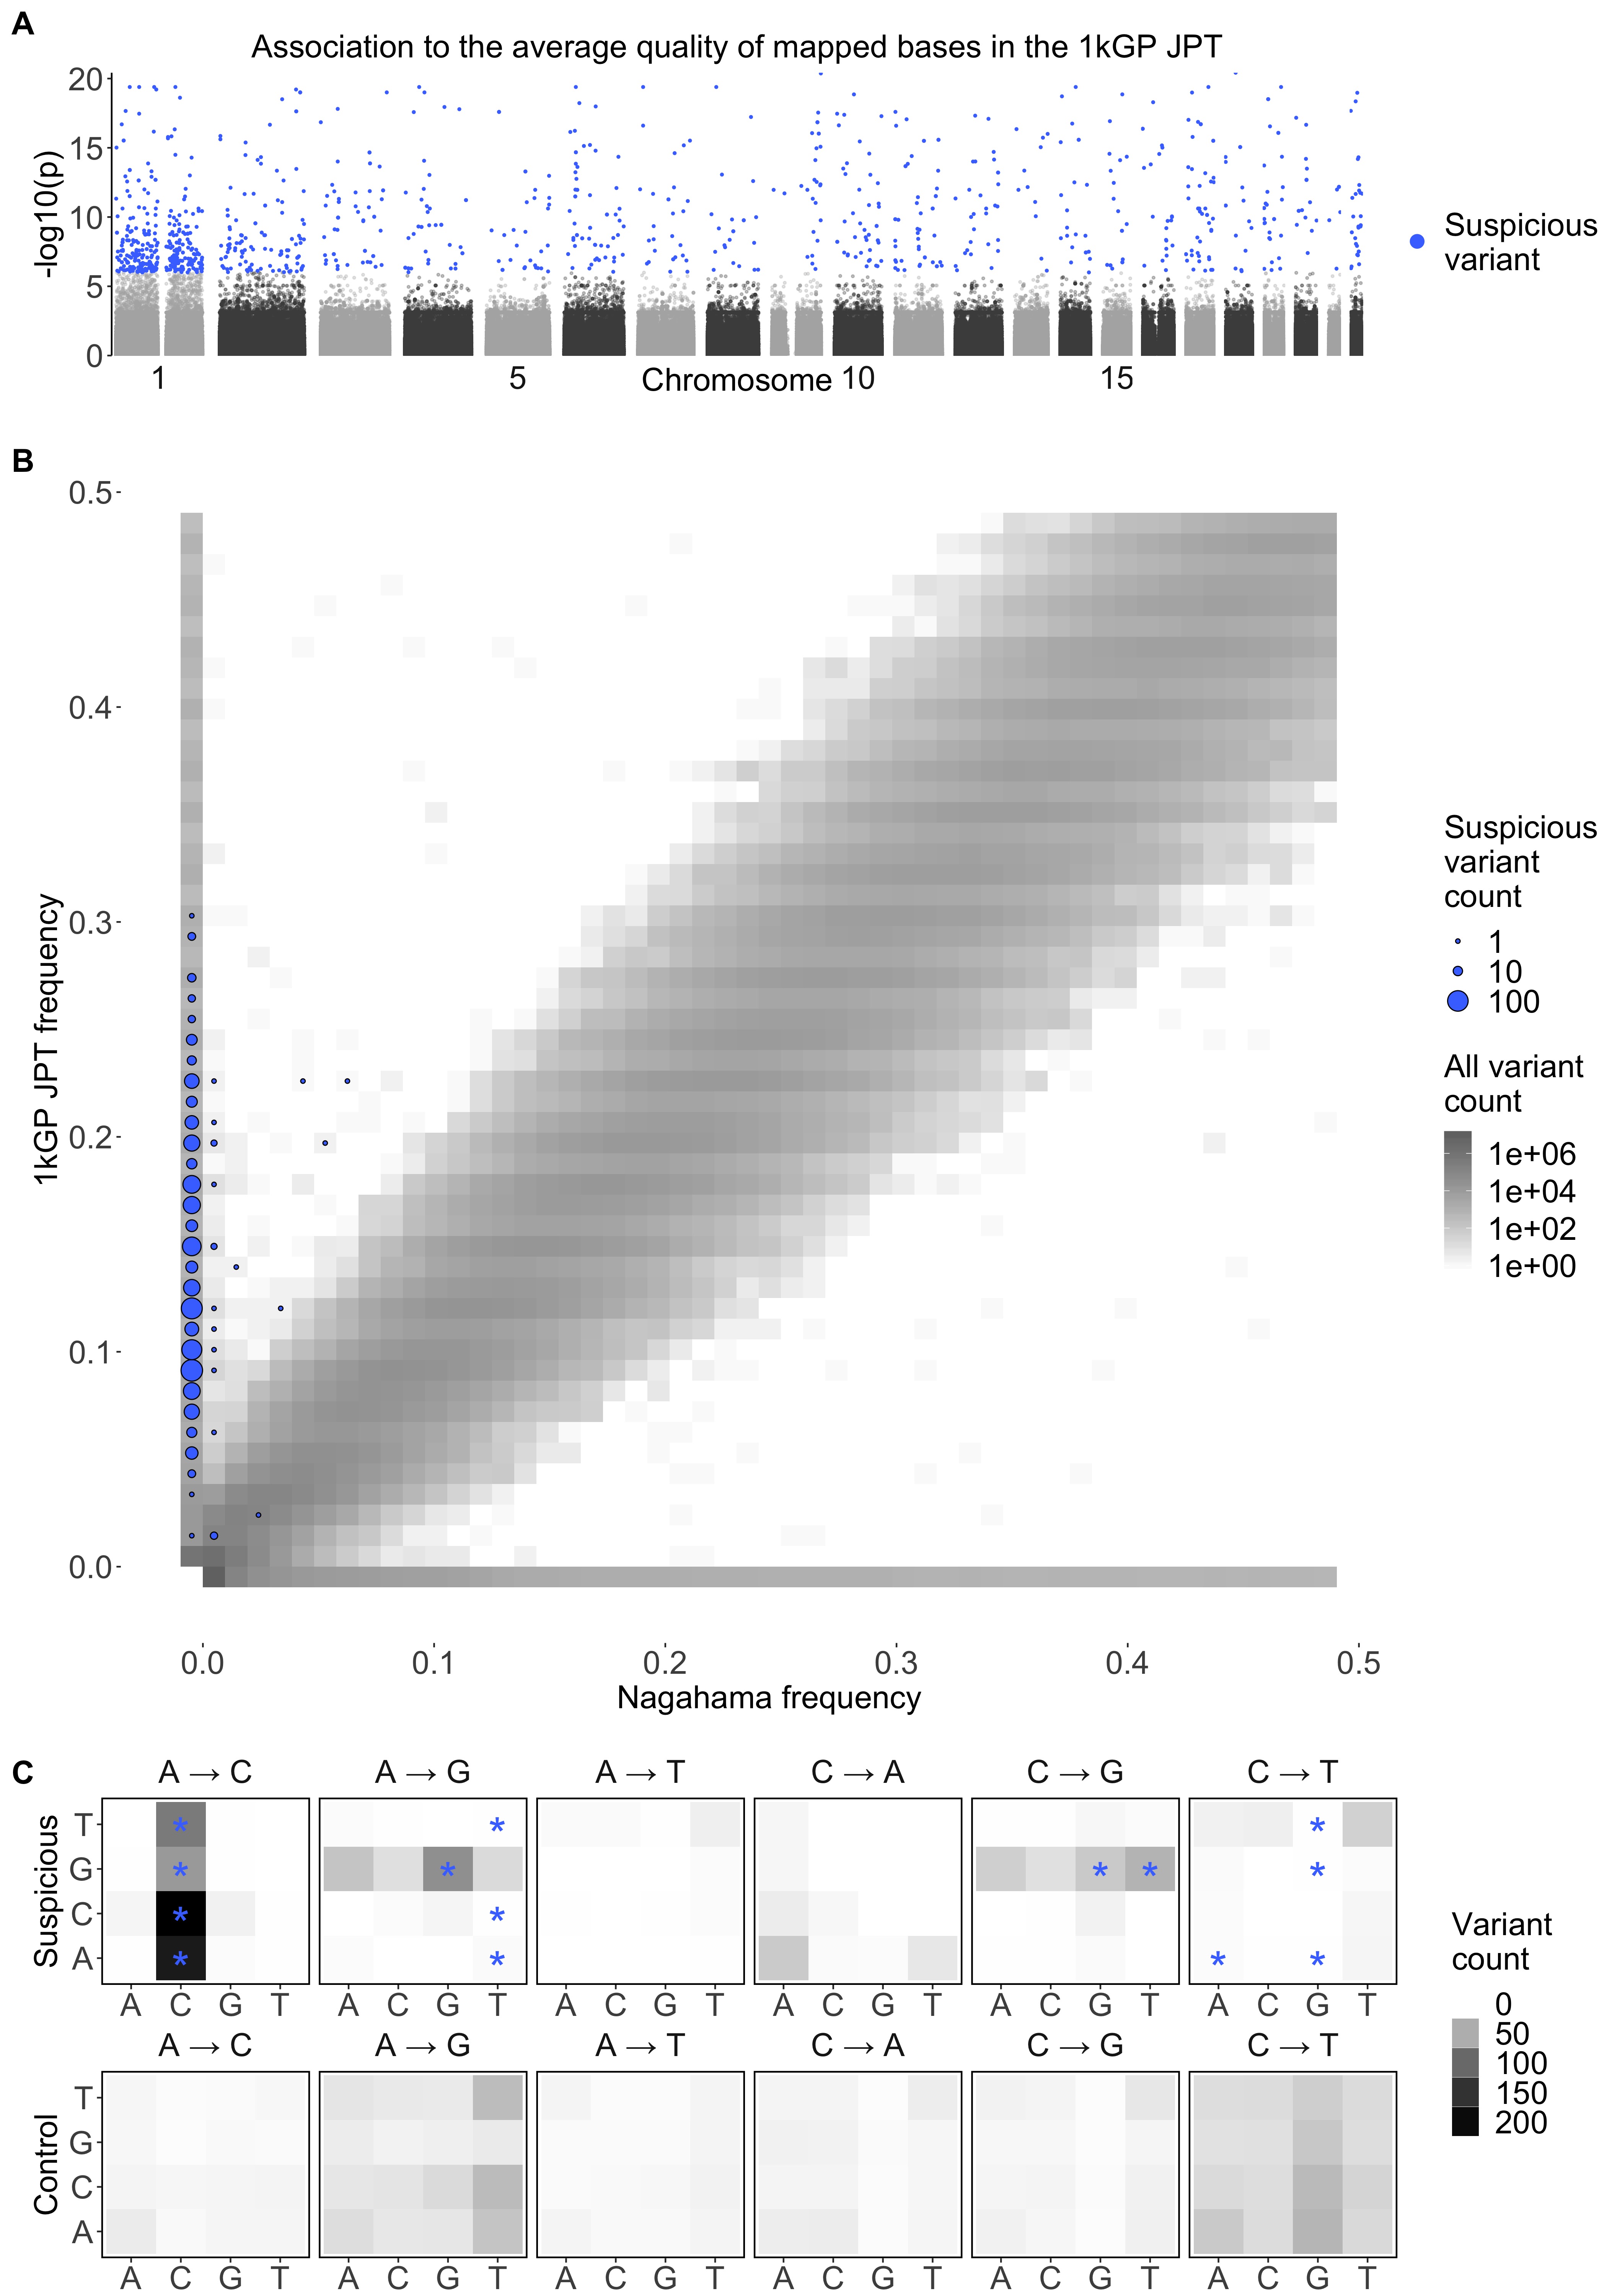 A
Association to the average quality of mapped bases in the 1kGP JPT
20
15
10
5
0
-log10(p)
1
5
Chromosome
10
15
Suspicious
variant
B
0.5
0.4
0.3
0.2
0.1
0.0
1kGP JPT frequency
0.0
0.1
0.2
0.3
0.4
0.5
Nagahama frequency
Suspicious
variant
count
1
10
100
All variant
count
1e+06
1e+04
1e+02
1e+00
C
A → C
A → G
A → T
C → A
C → G
C → T
Suspicious
T
G
C
A
A C G T
A C G T
A C G T
A C G T
A C G T
A C G T
A → C
A → G
A → T
C → A
C → G
C → T
Control
T
G
C
A
A C G T
A C G T
A C G T
A C G T
A C G T
A C G T
Variant
count
0
50
100
150
200